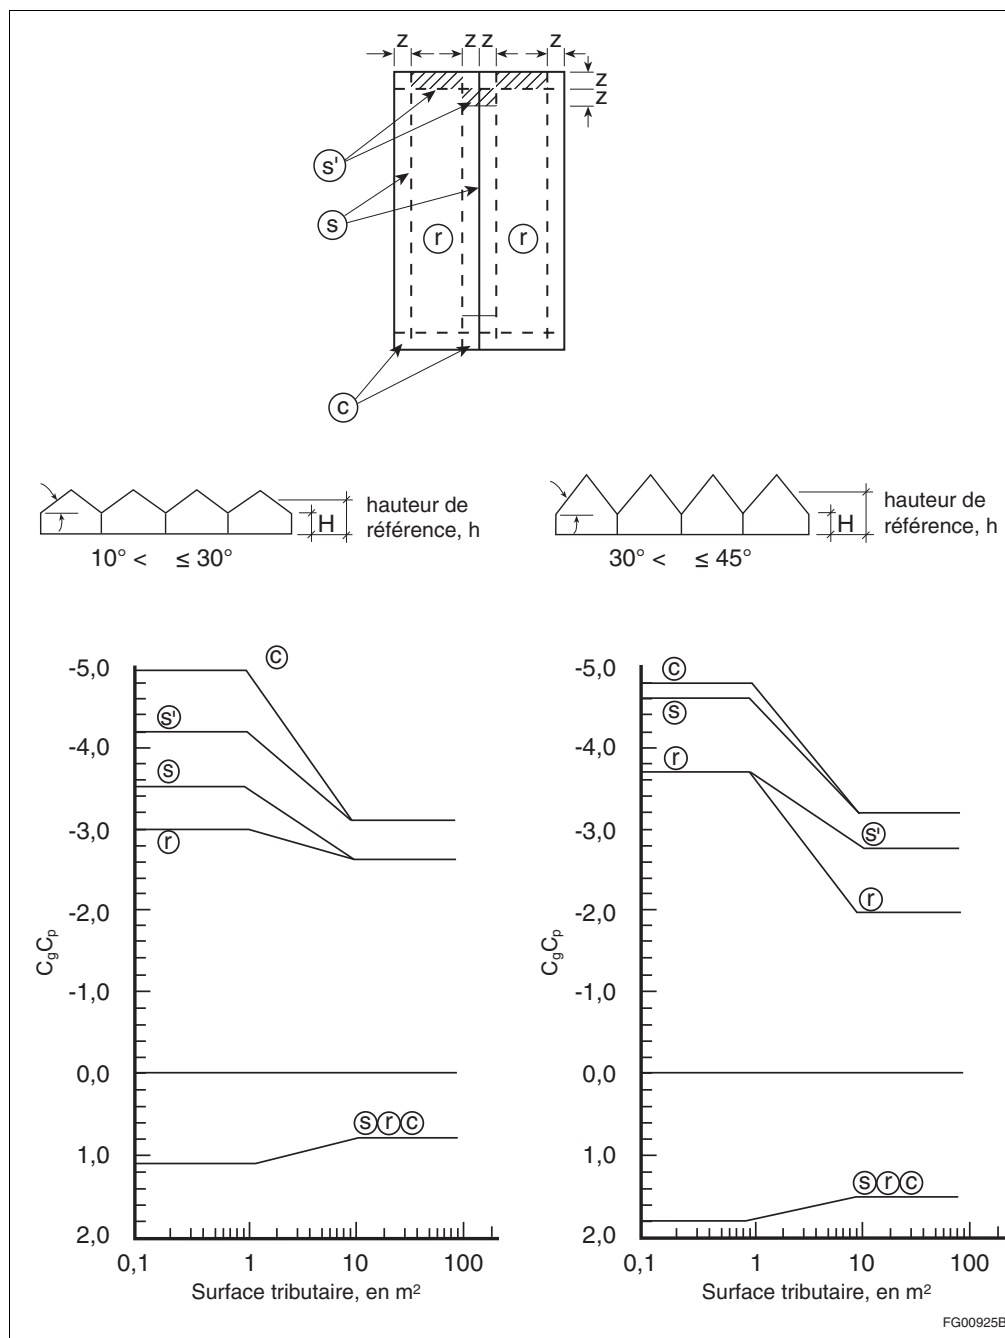 z z z z
z
z
s'
s
r r
c
H
hauteur de
référence, h
10° < ≤ 30°
H
hauteur de
référence, h
30° < ≤ 45°
-5,0
-4,0
-3,0
-2,0
-1,0
0,0
1,0
2,0
CgCp
c
s'
s
r
s r c
0,1 1 10 100
Surface tributaire, en m²
-5,0
-4,0
-3,0
-2,0
-1,0
0,0
1,0
2,0
CgCp
c
s
r
s'
r
s r c
0,1 1 10 100
Surface tributaire, en m²
FG00925B